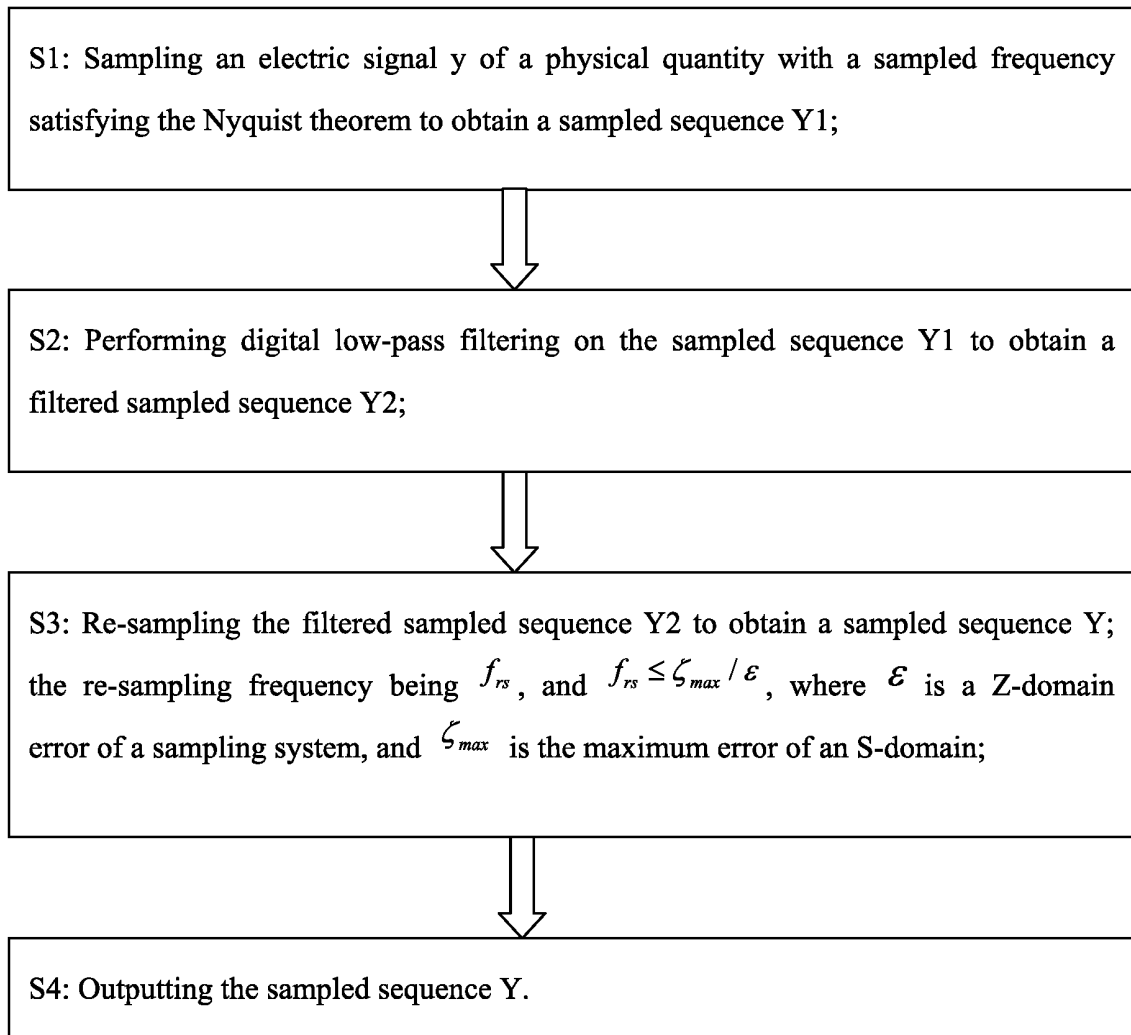 S1: Sampling an electric signal y of a physical quantity with a sampled frequency
satisfying the Nyquist theorem to obtain a sampled sequence Y1;
S2: Performing digital low-pass filtering on the sampled sequence Y1 to obtain a
filtered sampled sequence Y2;
S3: Re-sampling the filtered sampled sequence Y2 to obtain a sampled sequence Y;
the re-sampling frequency being f_rs, and f_rs ≤ ζ_max / ε, where ε is a Z-domain
error of a sampling system, and ζ_max is the maximum error of an S-domain;
S4: Outputting the sampled sequence Y.